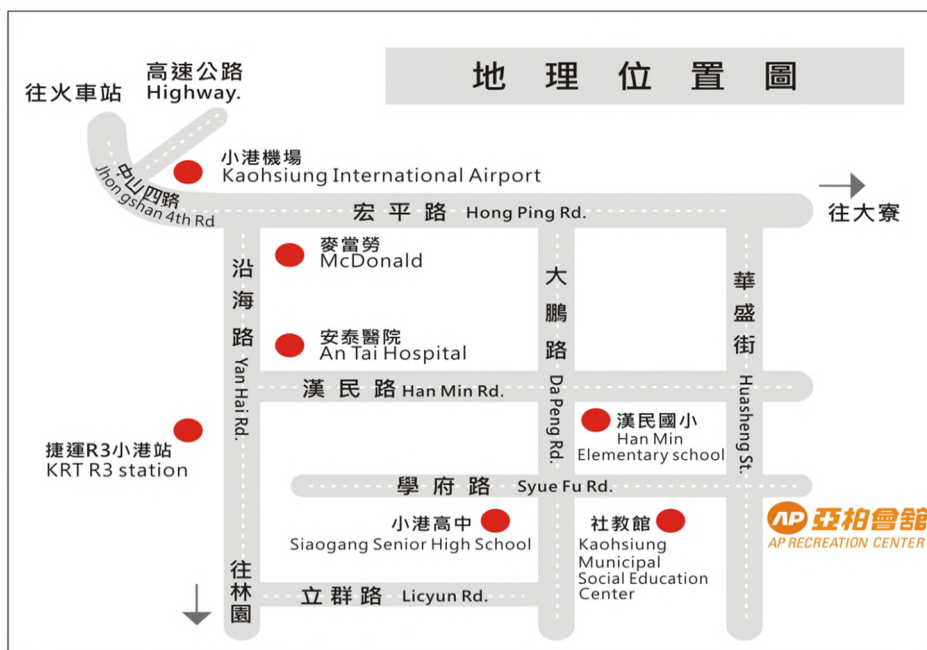 地理位置圖
高速公路
Highway.
往火車站
小港機場
Kaohsiung International Airport
中山四路
Jhongshan 4th Rd
宏平路 Hong Ping Rd.
往大寮
麥當勞
McDonald
沿海路 Yan Hai Rd.
大鵬路 Da Peng Rd.
華盛街 Huasheng St.
安泰醫院
An Tai Hospital
漢民路 Han Min Rd.
捷運R3小港站
KRT R3 station
漢民國小
Han Min
Elementary school
學府路 Syue Fu Rd.
小港高中
Siaogang Senior High School
社教館
Kaohsiung
Municipal
Social Education
Center
AP 亞柏會館
AP RECREATION CENTER
往林園
立群路 Licyun Rd.